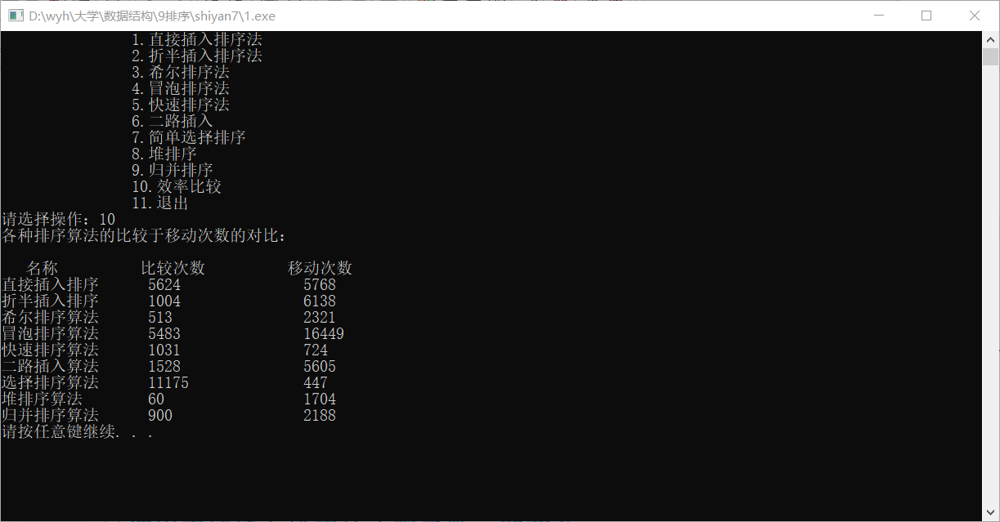 D:\wyh\大学\数据结构\9排序\shiyan7\1.exe
1.直接插入排序法
2.折半插入排序法
3.希尔排序法
4.冒泡排序法
5.快速排序法
6.二路插入
7.简单选择排序
8.堆排序
9.归并排序
10.效率比较
11.退出
请选择操作：10
各种排序算法的比较于移动次数的对比：
名称 比较次数 移动次数
直接插入排序 5624 5768
折半插入排序 1004 6138
希尔排序算法 513 2321
冒泡排序算法 5483 16449
快速排序算法 1031 724
二路插入算法 1528 5605
选择排序算法 11175 447
堆排序算法 60 1704
归并排序算法 900 2188
请按任意键继续. . .